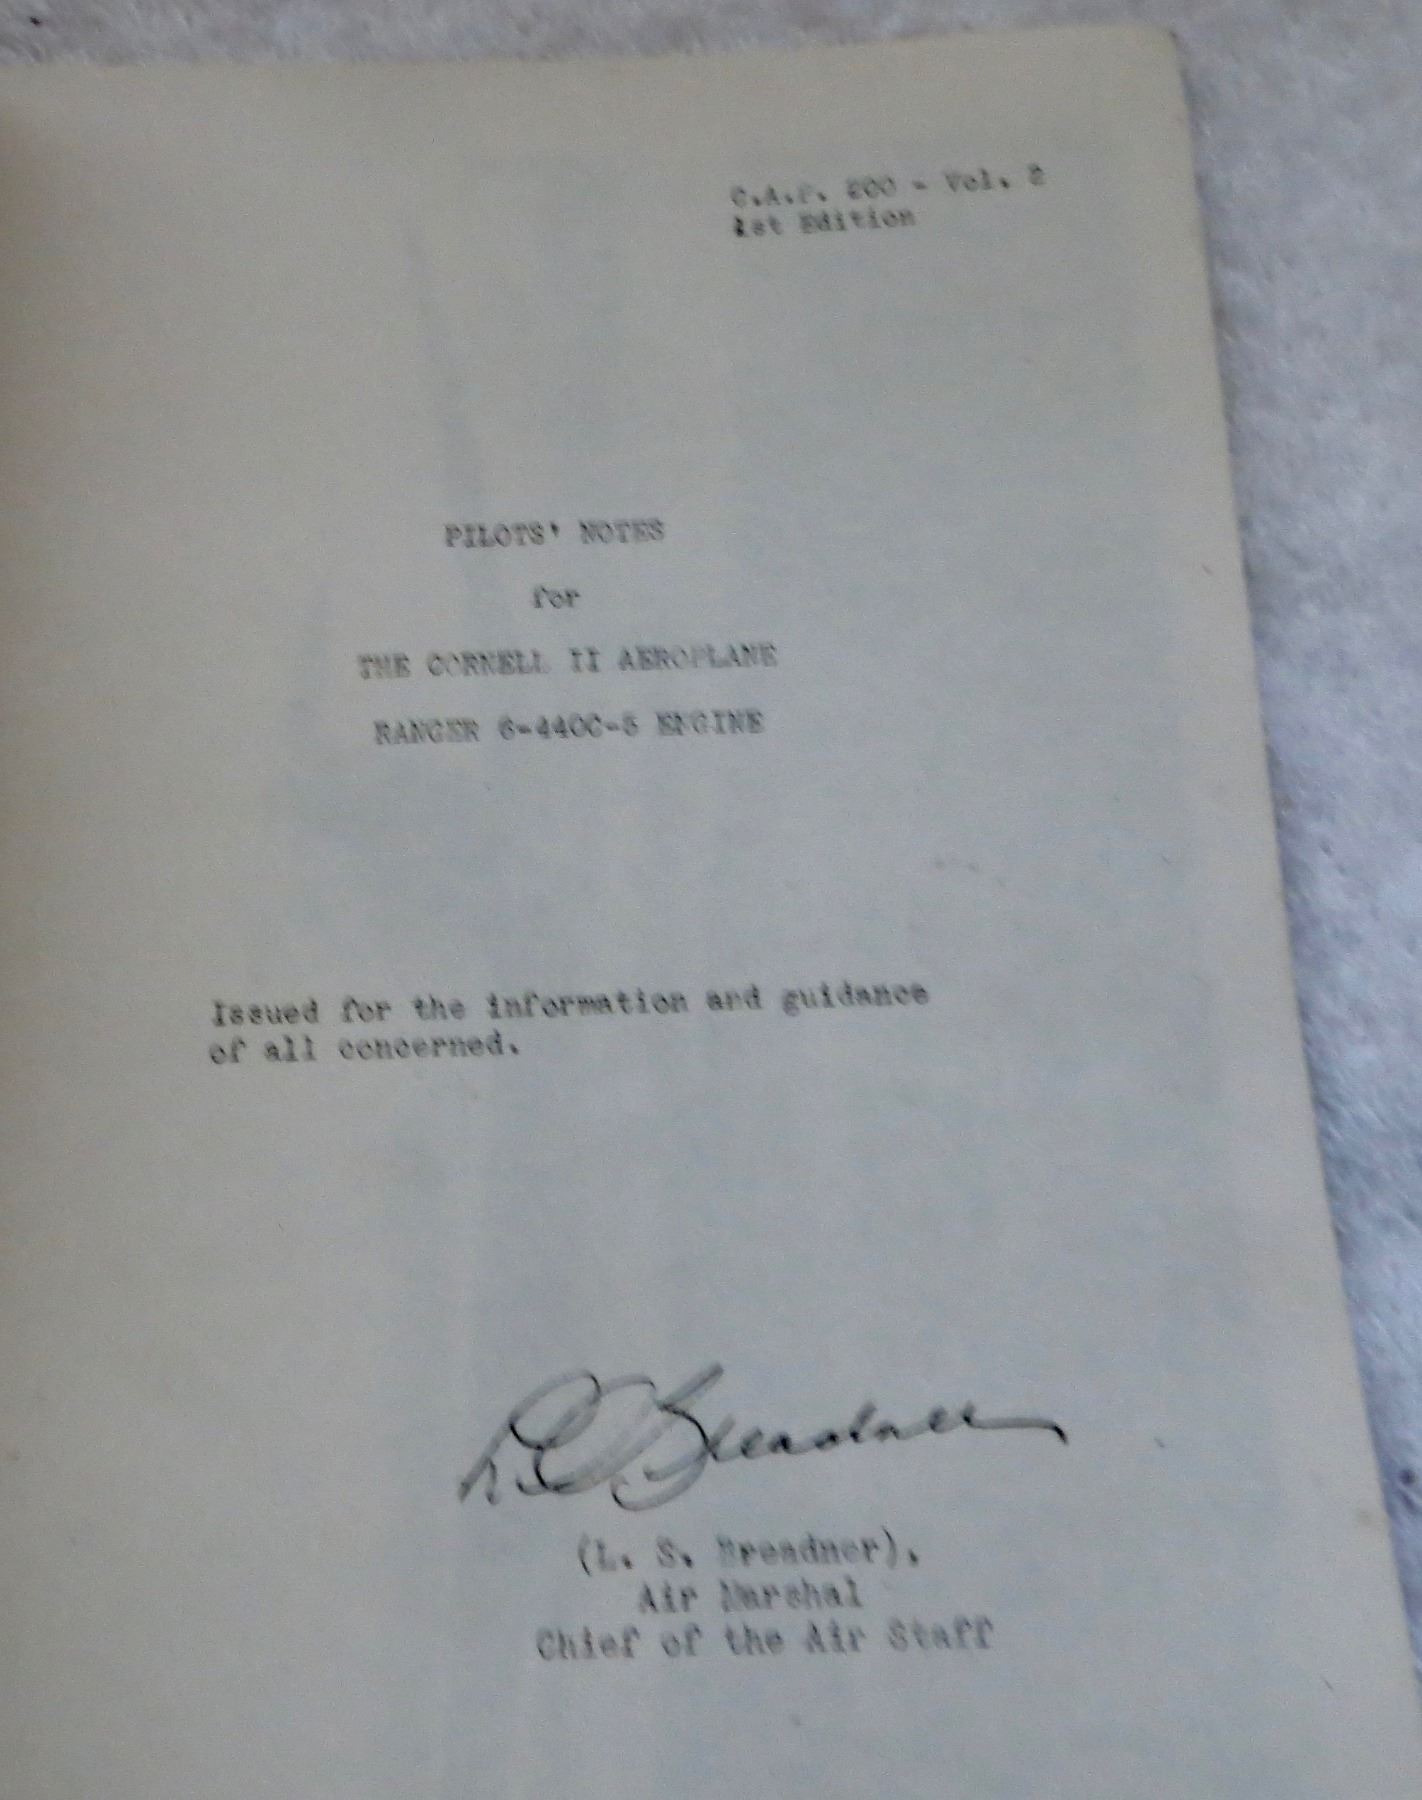 C.A.P. 200 - Vol. 2
1st Edition
PILOTS' NOTES
for
THE CORNELL II AEROPLANE
RANGER 6-440C-5 ENGINE
Issued for the information and guidance
of all concerned.
L. S. Breadner
(L. S. Breadner),
Air Marshal
Chief of the Air Staff